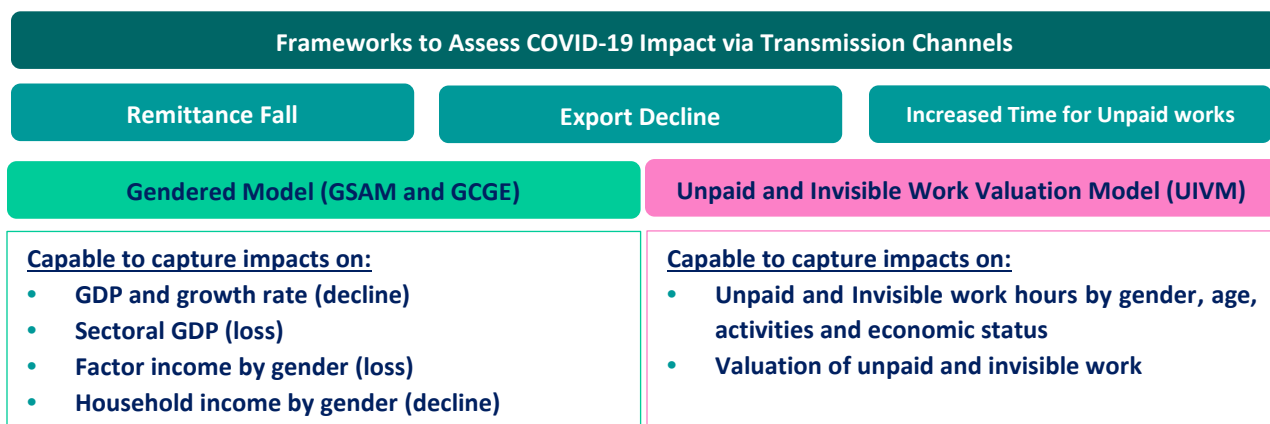 Frameworks to Assess COVID-19 Impact via Transmission Channels
Remittance Fall
Export Decline
Increased Time for Unpaid works
Gendered Model (GSAM and GCGE)
Unpaid and Invisible Work Valuation Model (UIVM)
Capable to capture impacts on:
• GDP and growth rate (decline)
• Sectoral GDP (loss)
• Factor income by gender (loss)
• Household income by gender (decline)
Capable to capture impacts on:
• Unpaid and Invisible work hours by gender, age,
activities and economic status
• Valuation of unpaid and invisible work